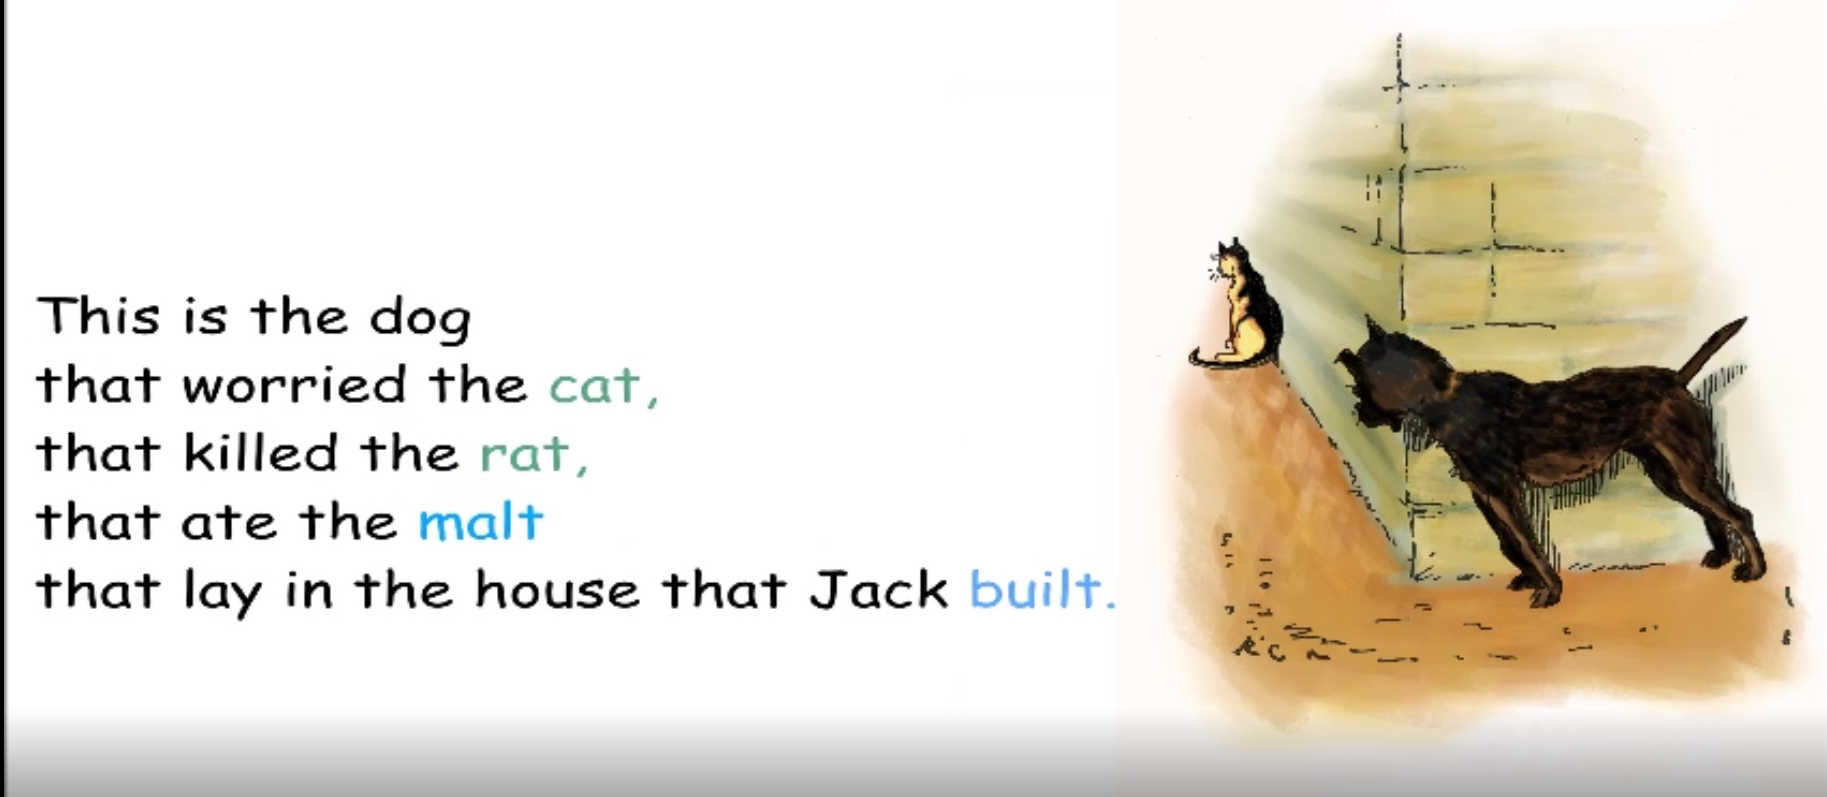 This is the dog
that worried the cat,
that killed the rat,
that ate the malt
that lay in the house that Jack built.